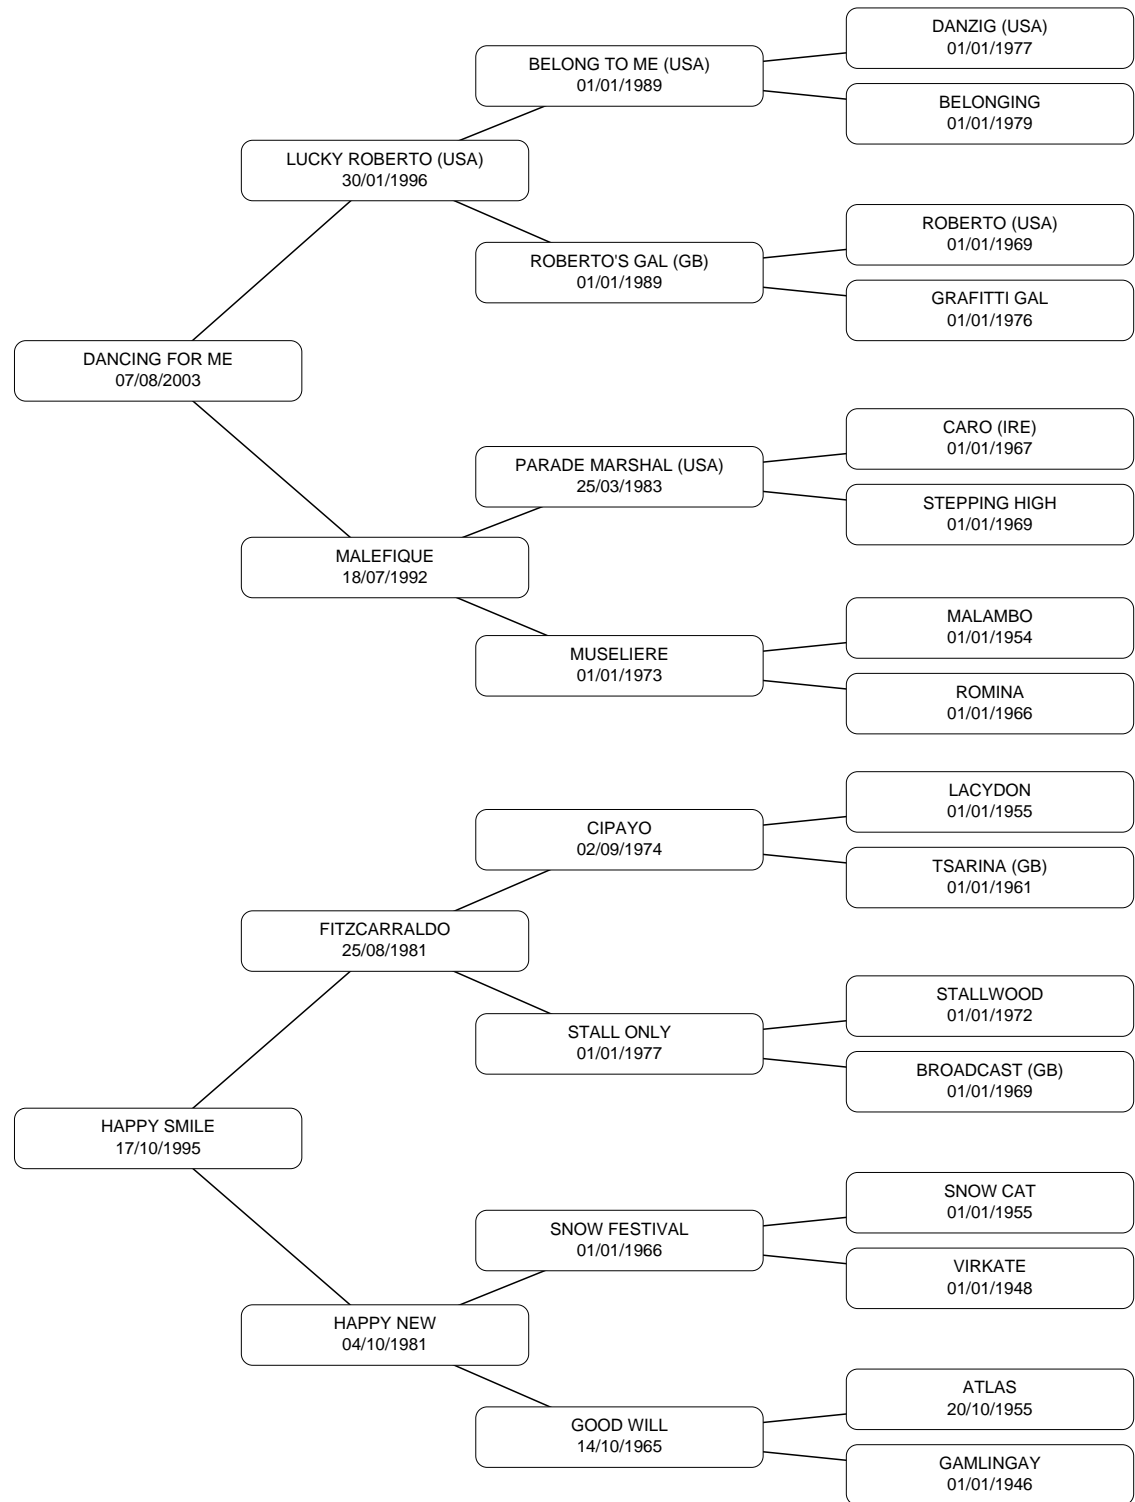 DANZIG (USA)
01/01/1977
BELONG TO ME (USA)
01/01/1989
BELONGING
01/01/1979
LUCKY ROBERTO (USA)
30/01/1996
ROBERTO (USA)
01/01/1969
ROBERTO'S GAL (GB)
01/01/1989
GRAFITTI GAL
01/01/1976
DANCING FOR ME
07/08/2003
CARO (IRE)
01/01/1967
PARADE MARSHAL (USA)
25/03/1983
STEPPING HIGH
01/01/1969
MALEFIQUE
18/07/1992
MALAMBO
01/01/1954
MUSELIERE
01/01/1973
ROMINA
01/01/1966
LACYDON
01/01/1955
CIPAYO
02/09/1974
TSARINA (GB)
01/01/1961
FITZCARRALDO
25/08/1981
STALLWOOD
01/01/1972
STALL ONLY
01/01/1977
BROADCAST (GB)
01/01/1969
HAPPY SMILE
17/10/1995
SNOW CAT
01/01/1955
SNOW FESTIVAL
01/01/1966
VIRKATE
01/01/1948
HAPPY NEW
04/10/1981
ATLAS
20/10/1955
GOOD WILL
14/10/1965
GAMLINGAY
01/01/1946